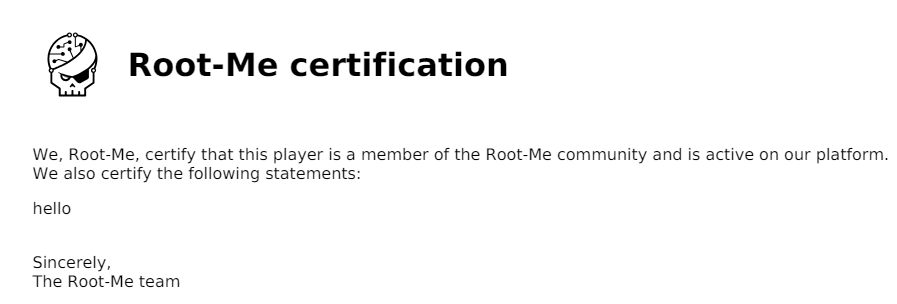 Root-Me certification
We, Root-Me, certify that this player is a member of the Root-Me community and is active on our platform.
We also certify the following statements:
hello
Sincerely,
The Root-Me team